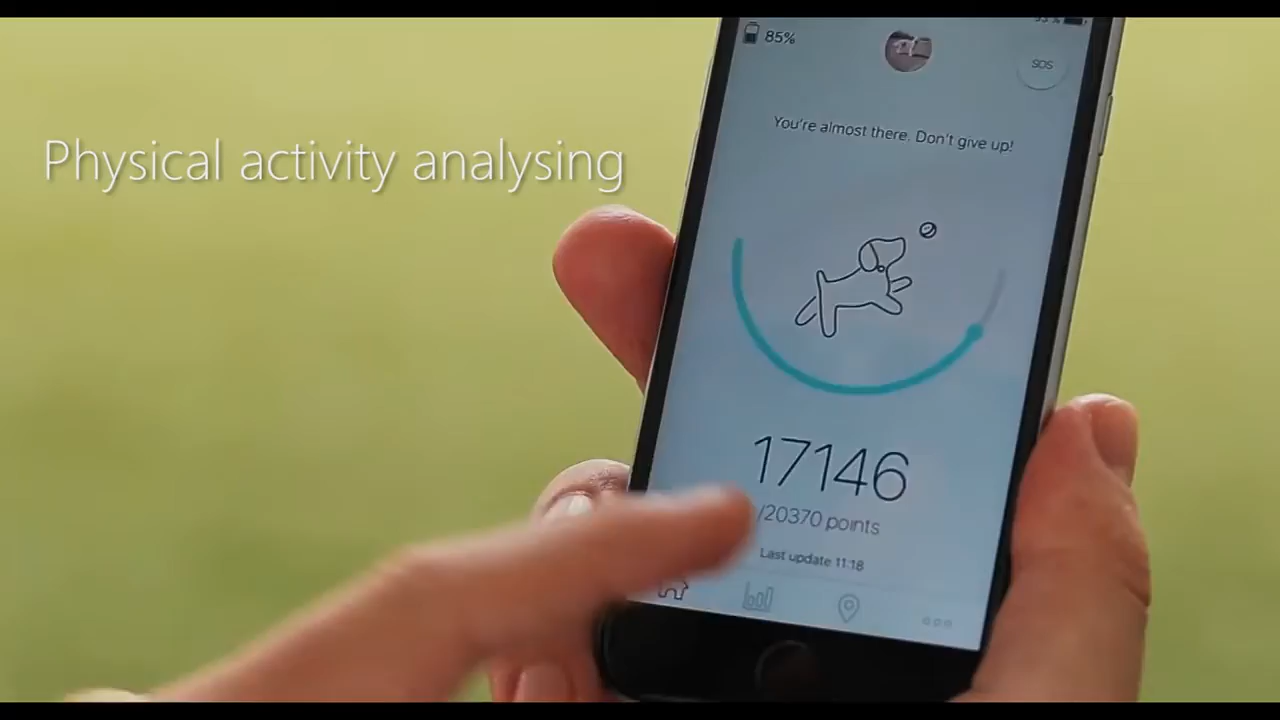 85%
SOS
You're almost there. Don't give up!
Physical activity analysing
17146
/20370 points
Last update 11:18